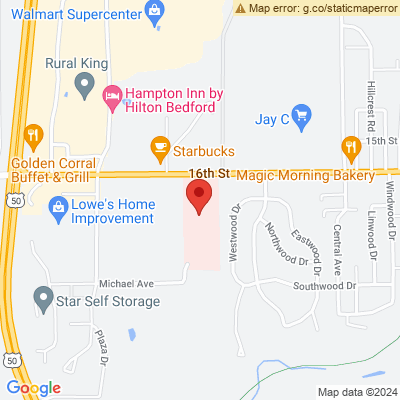 Walmart Supercenter
Map error: g.co/staticmaperror
Rural King
Hampton Inn by
Hilton Bedford
Hillcrest Rd
Jay C
15th St
Golden Corral
Buffet & Grill
Starbucks
16th St
Magic Morning Bakery
50
Lowe's Home
Improvement
Westwood Dr
Northwood Dr
Eastwood Dr
Central Ave
Linwood Dr
Windwood Dr
Michael Ave
Southwood Dr
Star Self Storage
Plaza Dr
50
Google
Map data ©2024